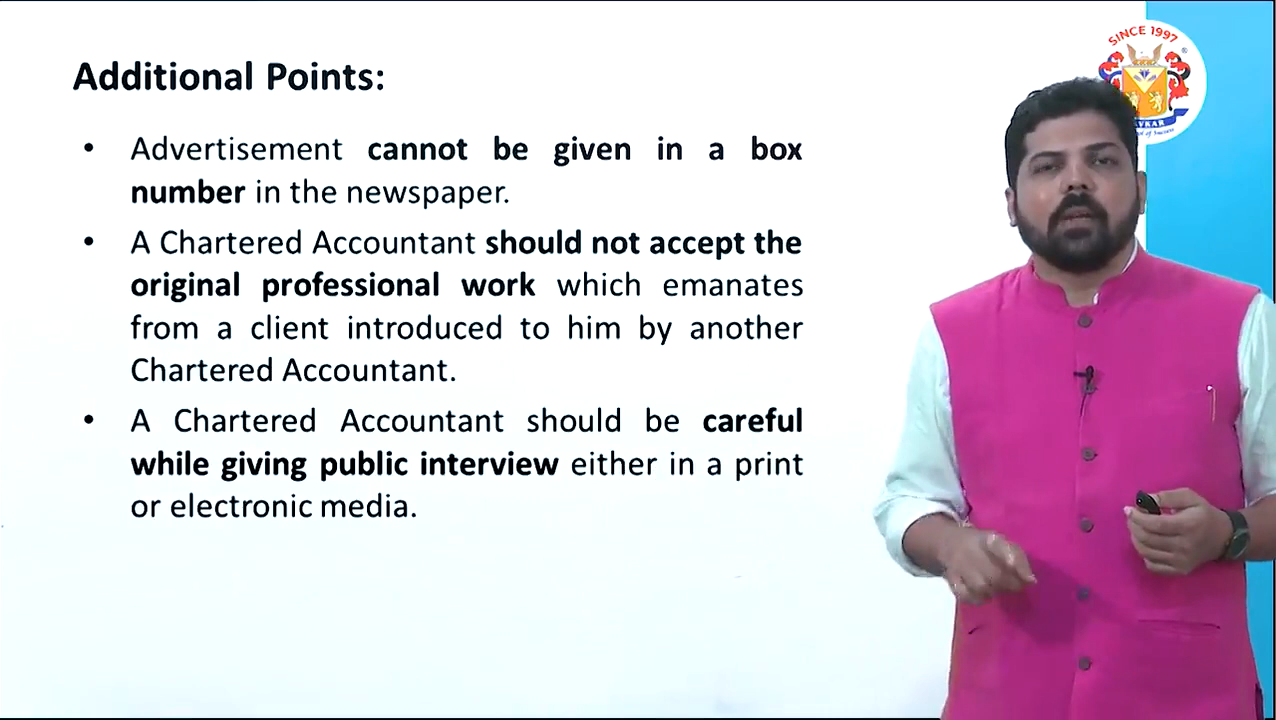 Additional Points:
• Advertisement cannot be given in a box
number in the newspaper.
• A Chartered Accountant should not accept the
original professional work which emanates
from a client introduced to him by another
Chartered Accountant.
• A Chartered Accountant should be careful
while giving public interview either in a print
or electronic media.
SINCE 1997
®